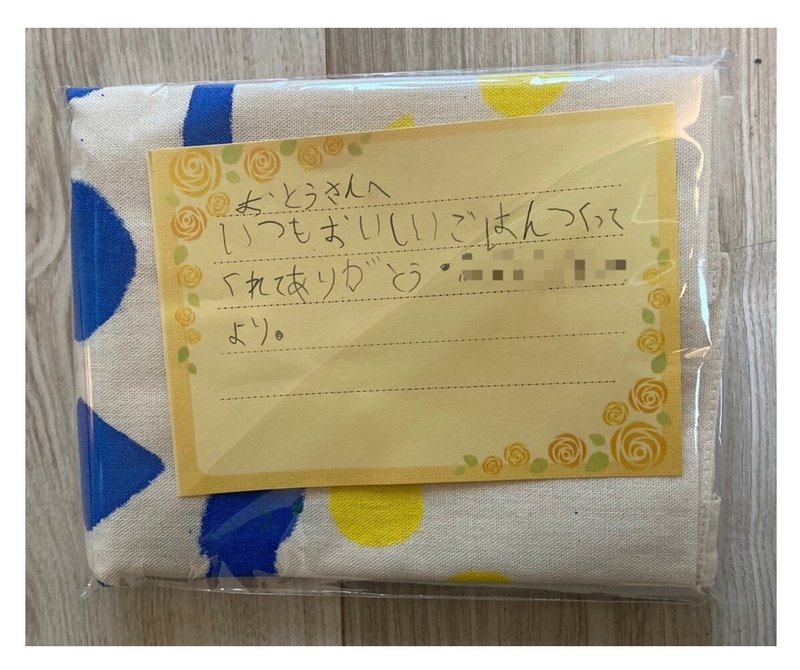 おとうさんへ
いつもおいしいごはんつくって
くれてありがとう。
より。